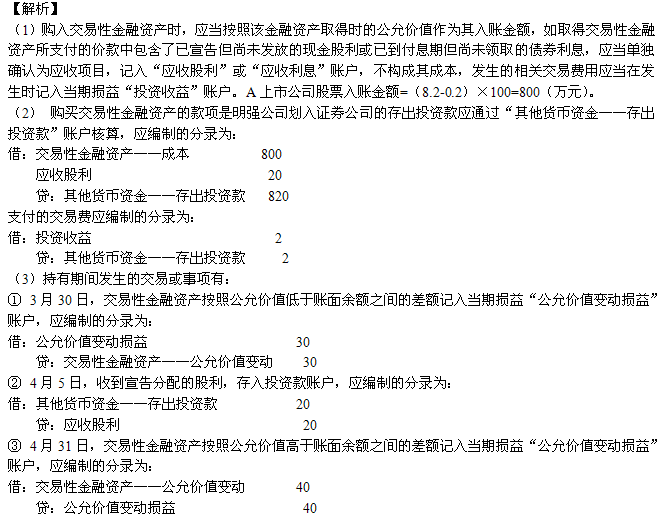 【解析】
（1）购入交易性金融资产时，应当按照该金融资产取得时的公允价值作为其入账金额，如取得交易性金融资
产所支付的价款中包含了已宣告但尚未发放的现金股利或已到付息期但尚未领取的债券利息，应当单独
确认为应收项目，记入“应收股利”或“应收利息”账户，不构成其成本，发生的相关交易费用应当在发
生时记入当期损益“投资收益”账户。A 上市公司股票入账金额=（8.2-0.2）×100=800（万元）。
（2） 购买交易性金融资产的款项是明强公司划入证券公司的存出投资款应通过“其他货币资金——存出
投资款”账户核算，应编制的分录为：
借：交易性金融资产——成本 800
应收股利 20
贷：其他货币资金——存出投资款 820
支付的交易费应编制的分录为：
借：投资收益 2
贷：其他货币资金——存出投资款 2
（3）持有期间发生的交易或事项有：
① 3 月 30 日，交易性金融资产按照公允价值低于账面余额之间的差额记入当期损益“公允价值变动损益”
账户，应编制的分录为：
借：公允价值变动损益 30
贷：交易性金融资产——公允价值变动 30
② 4 月 5 日，收到宣告分配的股利，存入投资款账户，应编制的分录为：
借：其他货币资金——存出投资款 20
贷：应收股利 20
③ 4 月 31 日，交易性金融资产按照公允价值高于账面余额之间的差额记入当期损益“公允价值变动损益”
账户，应编制的分录为：
借：交易性金融资产——公允价值变动 40
贷：公允价值变动损益 40